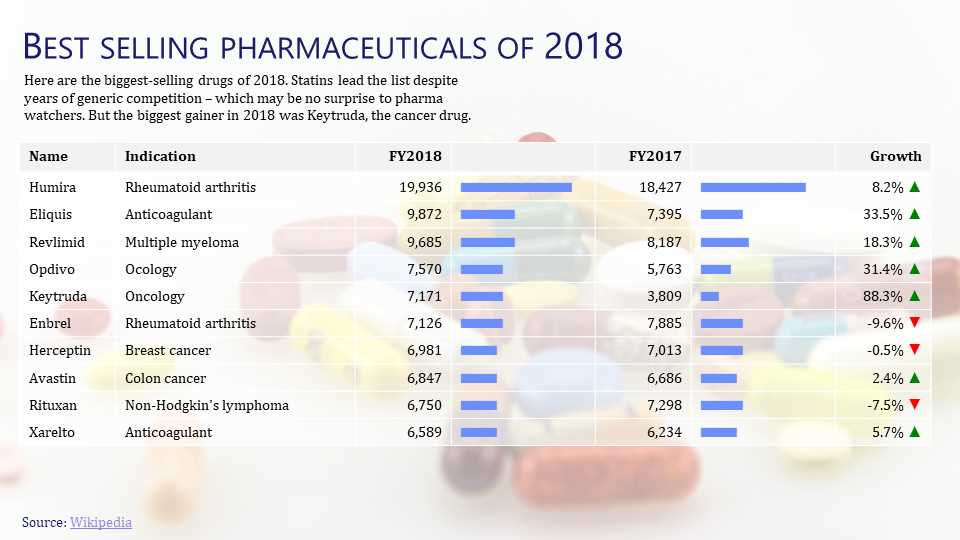 BEST SELLING PHARMACEUTICALS OF 2018
Here are the biggest-selling drugs of 2018. Statins lead the list despite
years of generic competition – which may be no surprise to pharma
watchers. But the biggest gainer in 2018 was Keytruda, the cancer drug.
Name Indication FY2018 FY2017 Growth
Humira Rheumatoid arthritis 19,936 18,427 8.2% ▲
Eliquis Anticoagulant 9,872 7,395 33.5% ▲
Revlimid Multiple myeloma 9,685 8,187 18.3% ▲
Opdivo Ocology 7,570 5,763 31.4% ▲
Keytruda Oncology 7,171 3,809 88.3% ▲
Enbrel Rheumatoid arthritis 7,126 7,885 -9.6% ▼
Herceptin Breast cancer 6,981 7,013 -0.5% ▼
Avastin Colon cancer 6,847 6,686 2.4% ▲
Rituxan Non-Hodgkin's lymphoma 6,750 7,298 -7.5% ▼
Xarelto Anticoagulant 6,589 6,234 5.7% ▲
Source: Wikipedia